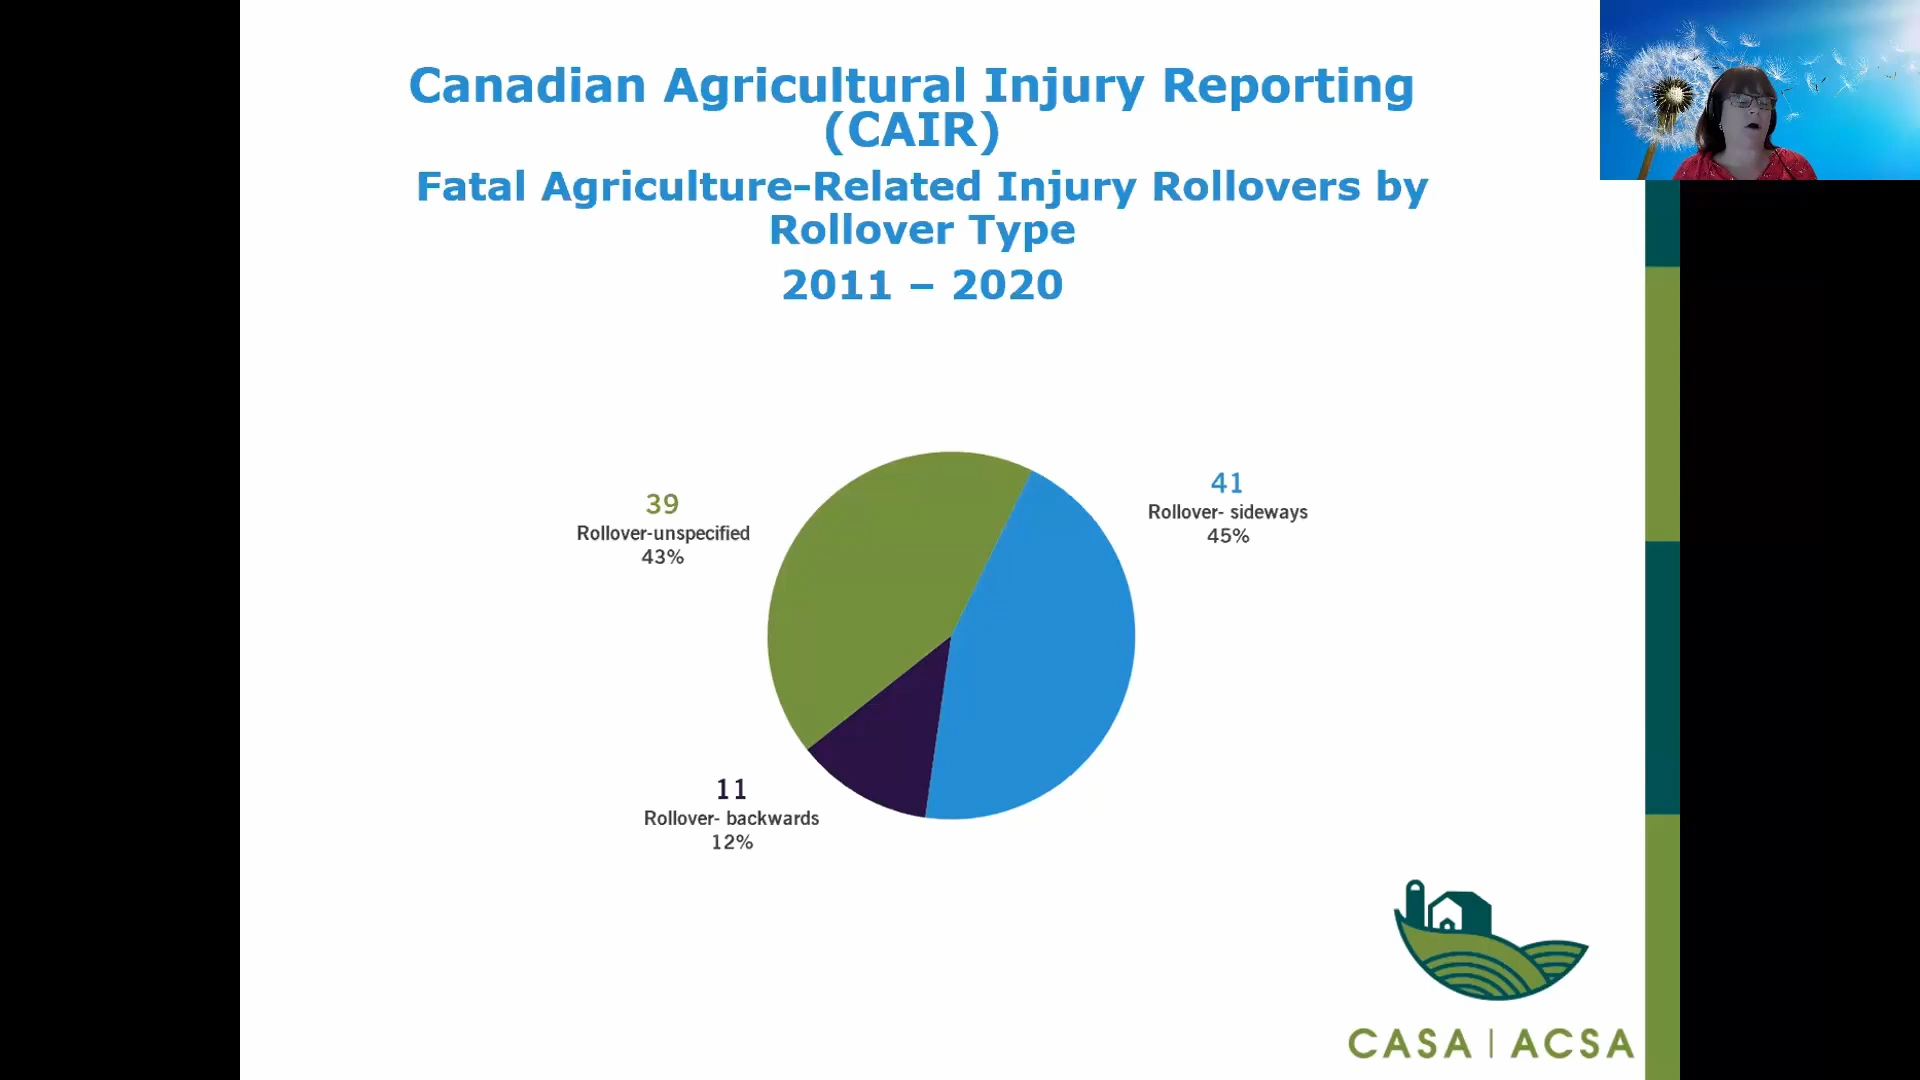 Canadian Agricultural Injury Reporting
(CAIR)
Fatal Agriculture-Related Injury Rollovers by
Rollover Type
2011 – 2020
41
Rollover- sideways
45%
39
Rollover-unspecified
43%
11
Rollover- backwards
12%
CASA | ACSA